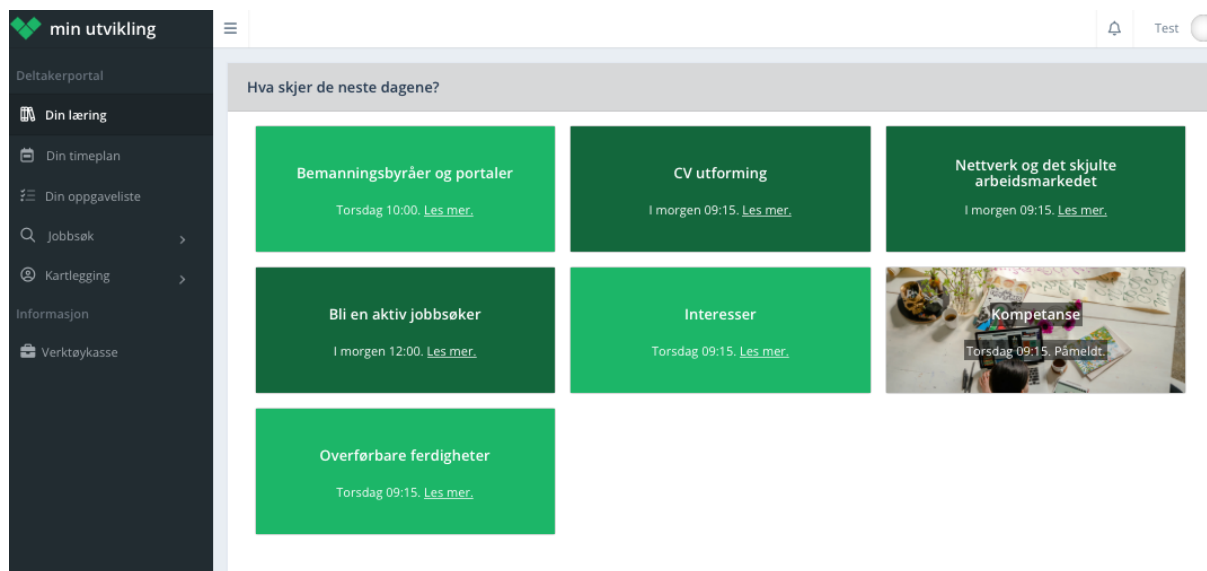 min utvikling
Test
Deltakerportal
Din læring
Din timeplan
Din oppgaveliste
Jobbsøk
Kartlegging
Informasjon
Verktøykasse
Hva skjer de neste dagene?
Bemanningsbyråer og portaler
Torsdag 10:00. Les mer.
CV utforming
I morgen 09:15. Les mer.
Nettverk og det skjulte
arbeidsmarkedet
I morgen 09:15. Les mer.
Bli en aktiv jobbsøker
I morgen 12:00. Les mer.
Interesser
Torsdag 09:15. Les mer.
Kompetanse
Torsdag 09:15. Påmeldt.
Overførbare ferdigheter
Torsdag 09:15. Les mer.